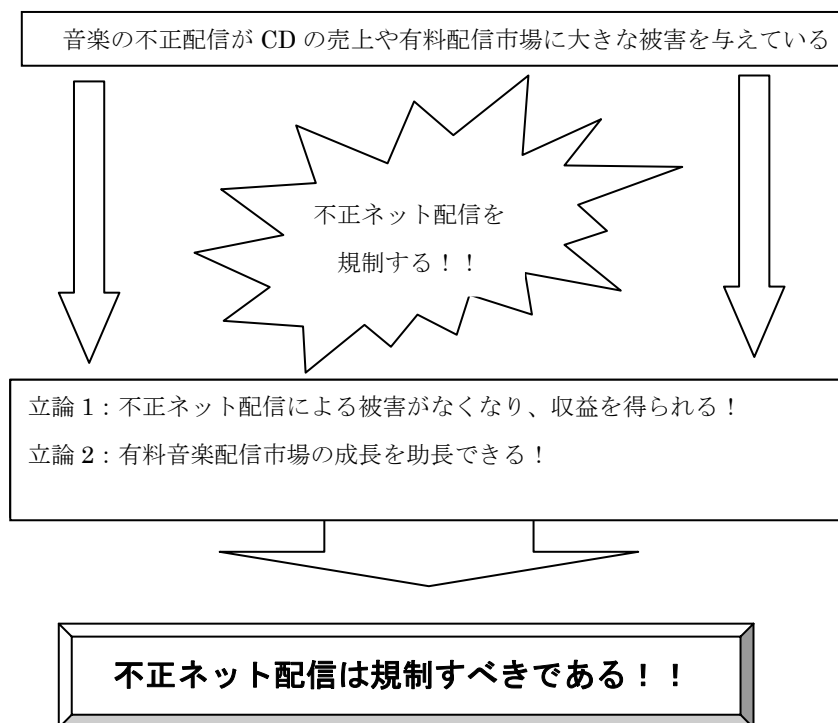 音楽の不正配信が CD の売上や有料配信市場に大きな被害を与えている
不正ネット配信を
規制する！！
立論 1：不正ネット配信による被害がなくなり、収益を得られる！
立論 2：有料音楽配信市場の成長を助長できる！
不正ネット配信は規制すべきである！！